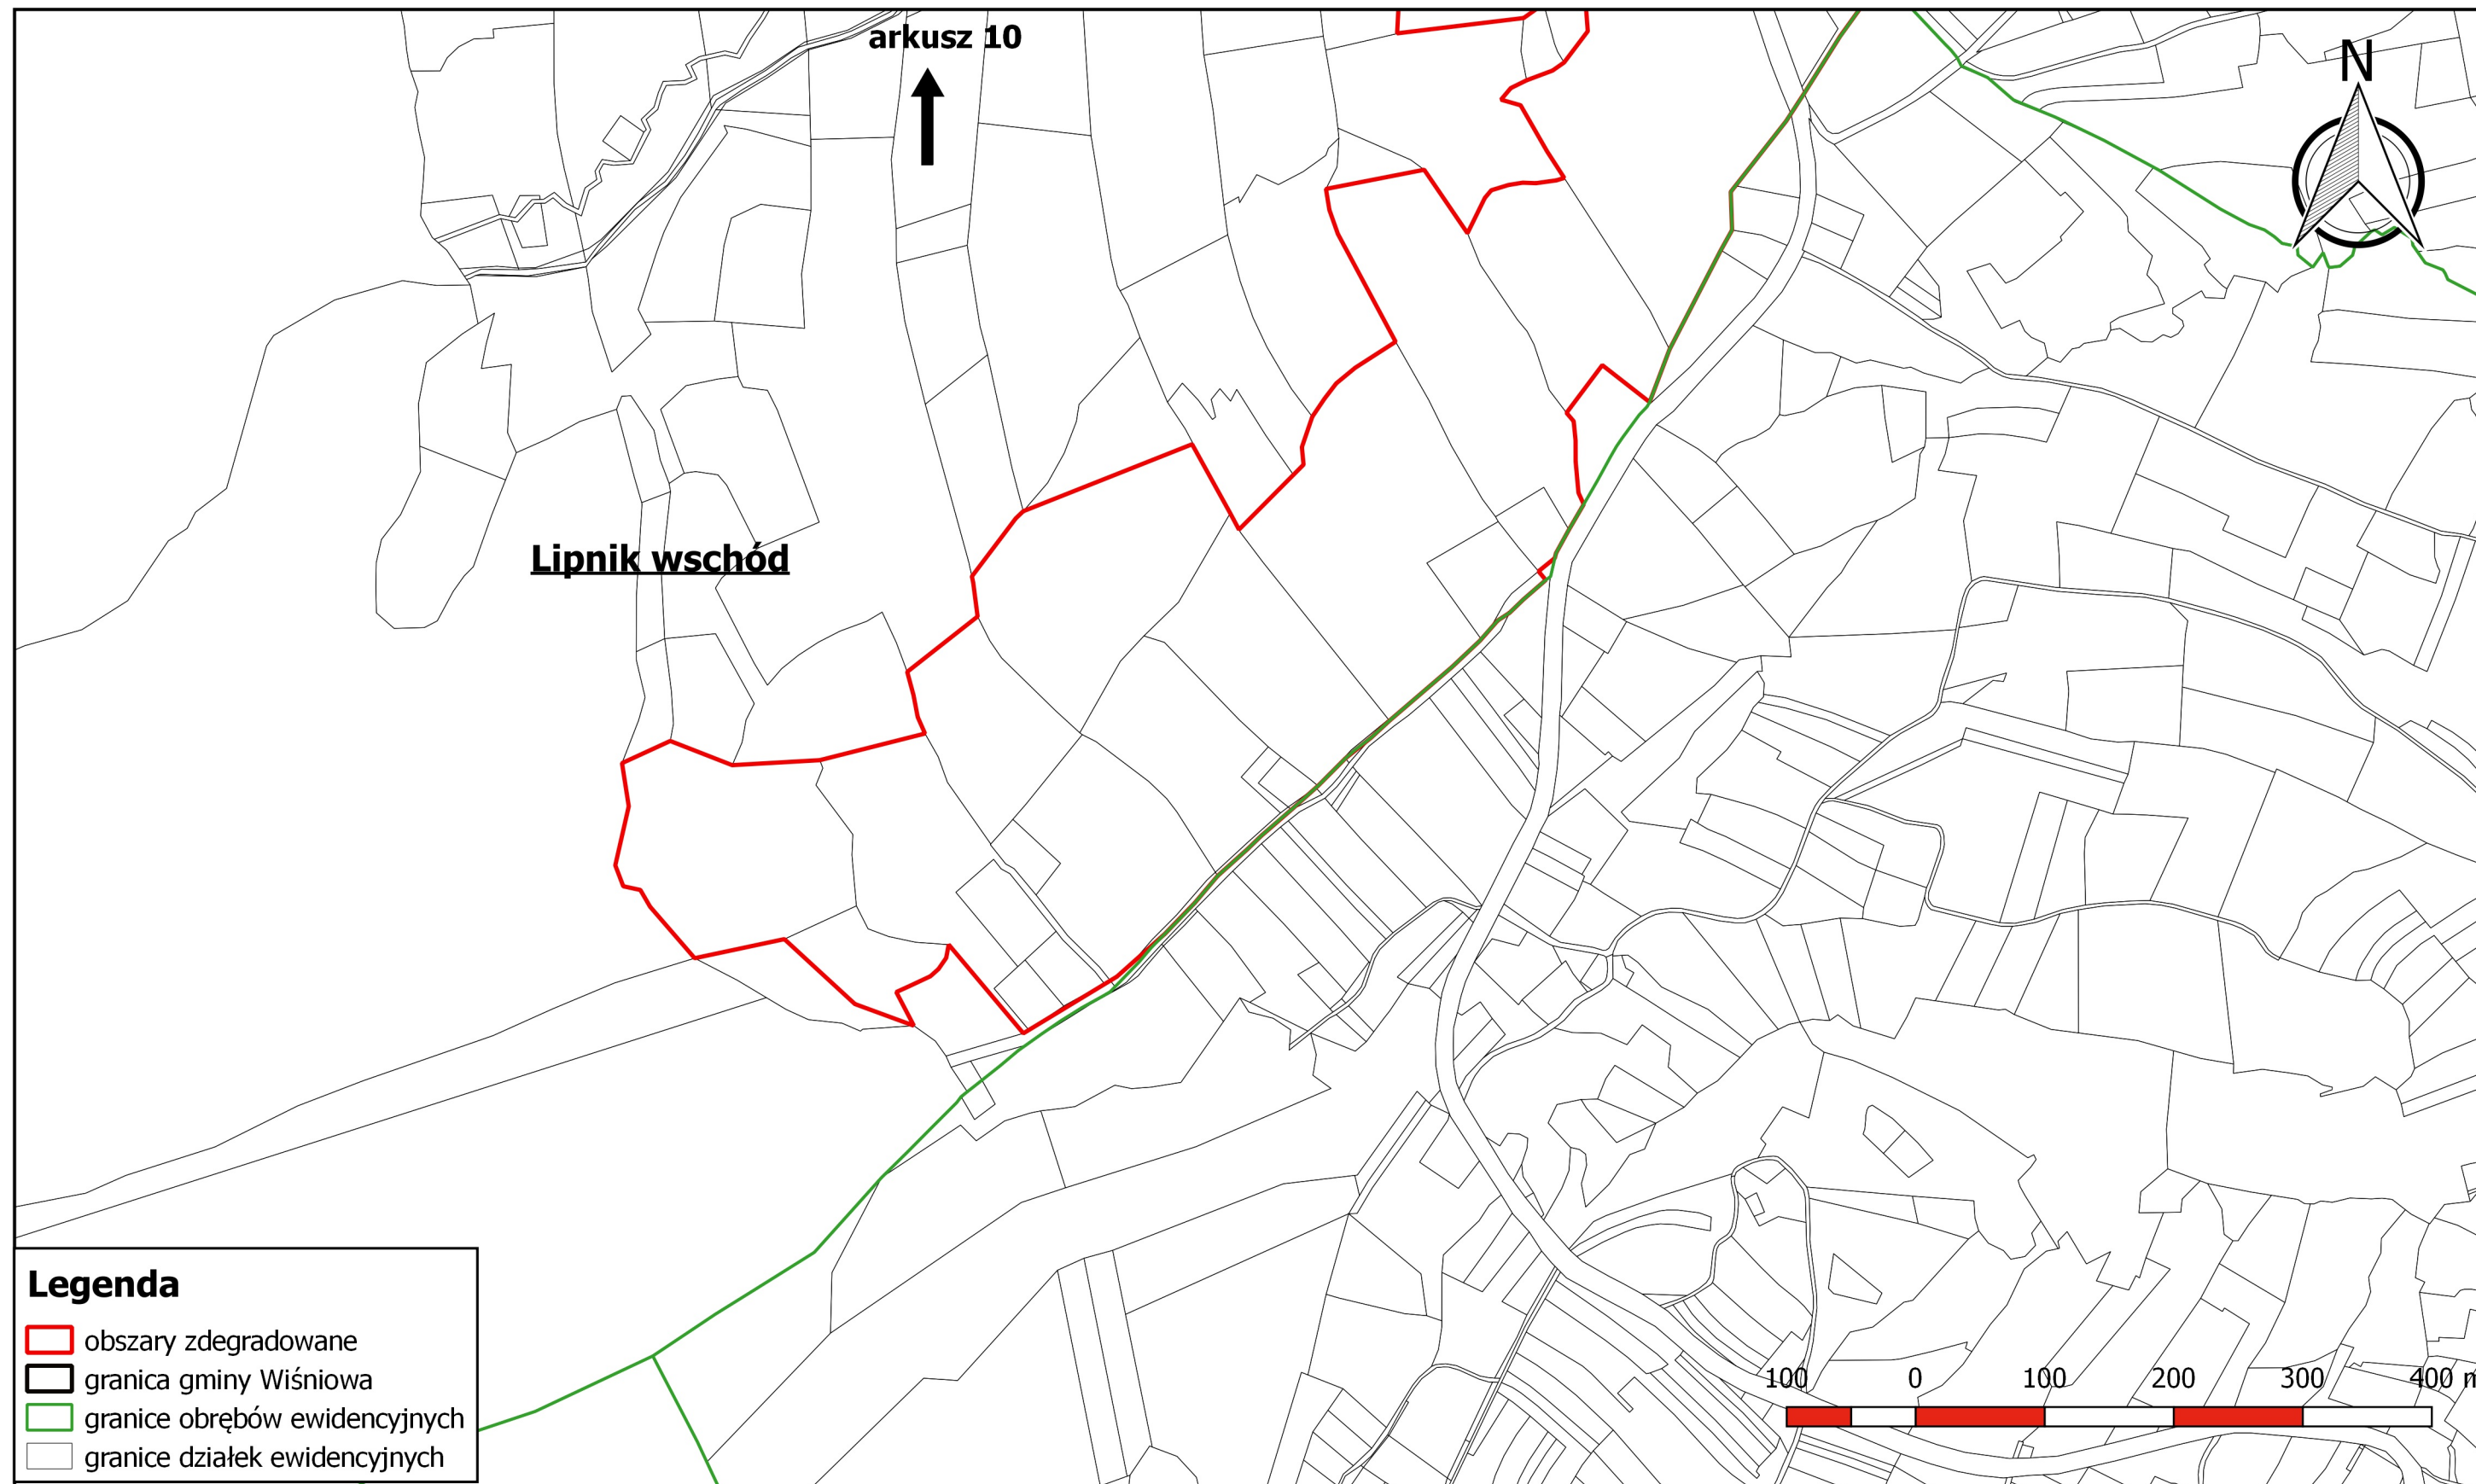 arkusz 10
N
Lipnik wschód
Legenda
obszary zdegradowane
granica gminy Wiśniowa
granice obrębów ewidencyjnych
granice działek ewidencyjnych
100 0 100 200 300 400 m